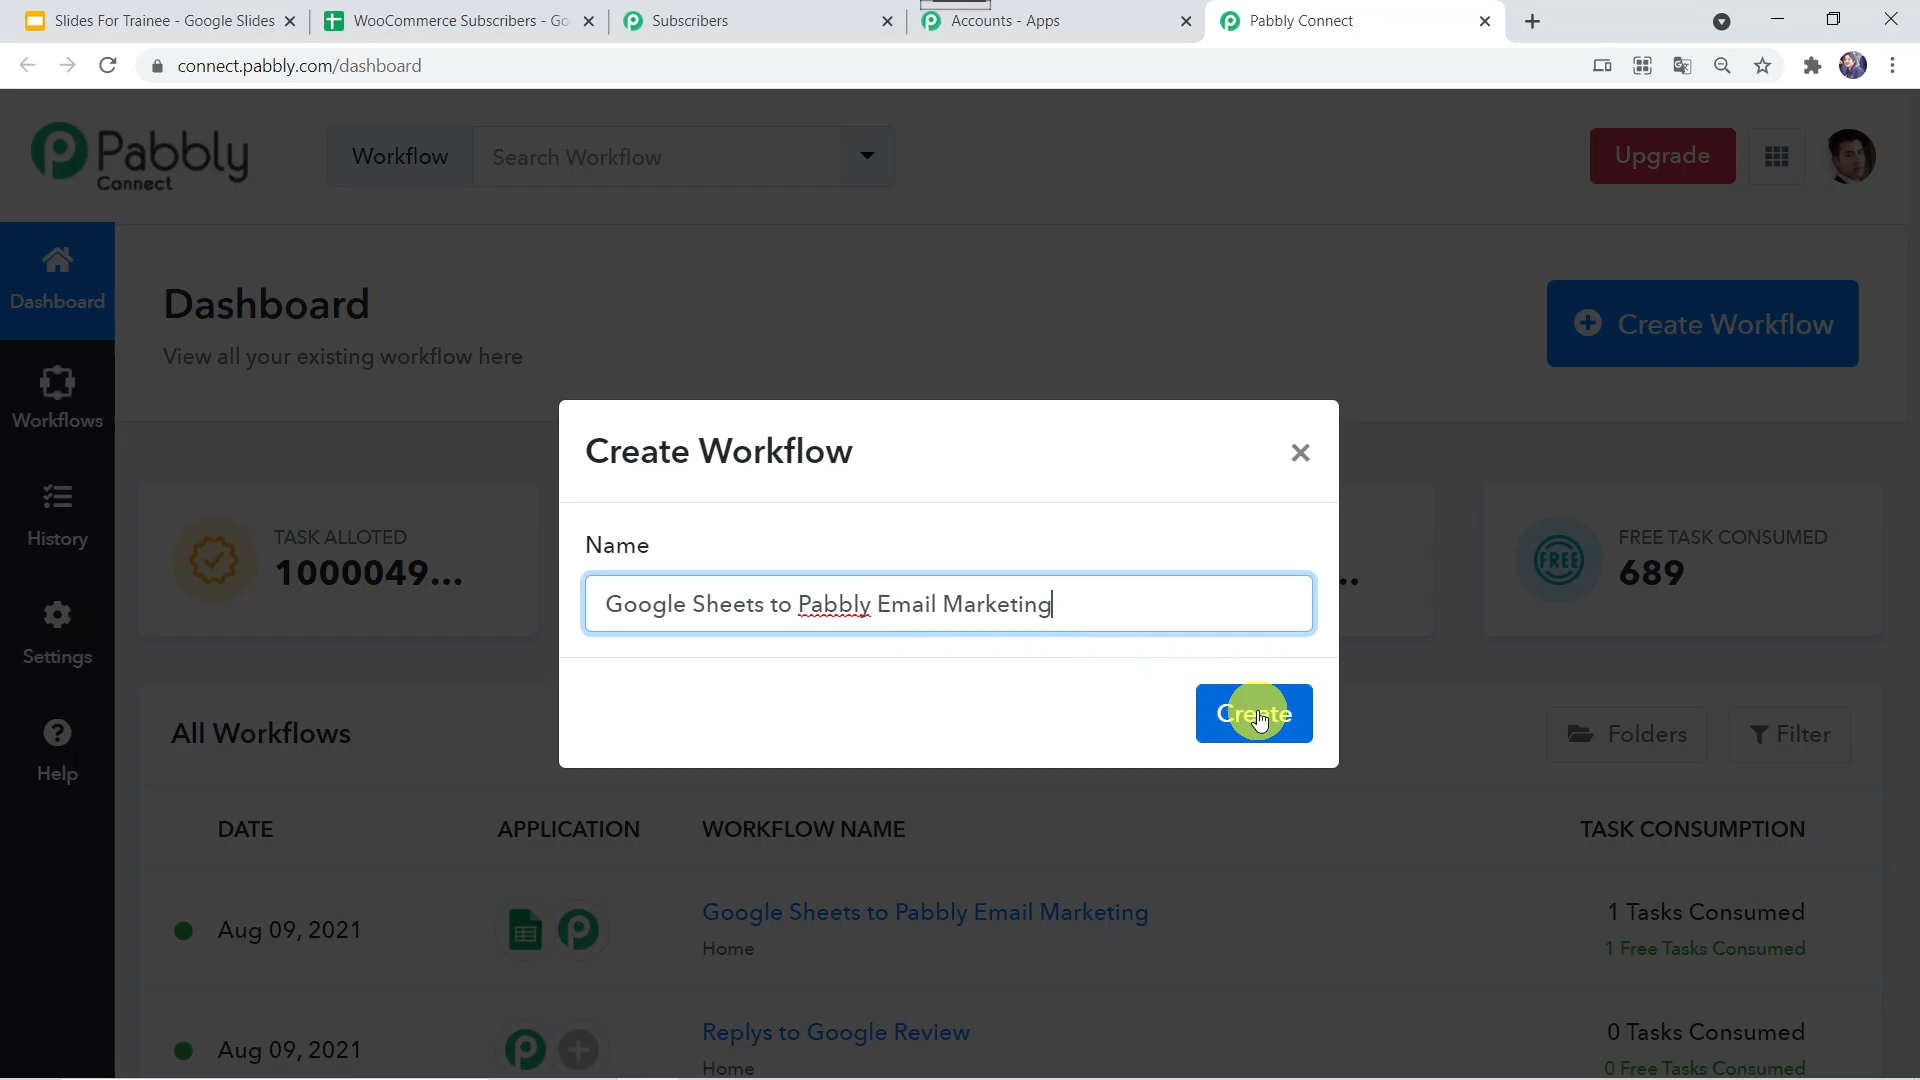 Slides For Trainee - Google Slides
WooCommerce Subscribers - Go
Subscribers
Accounts - Apps
Pabbly Connect
connect.pabbly.com/dashboard
Pabbly
Connect
Workflow
Search Workflow
Upgrade
Dashboard
Workflows
History
Settings
Help
Dashboard
View all your existing workflow here
Create Workflow
TASK ALLOTED
1000049...
...
FREE
FREE TASK CONSUMED
689
Create Workflow
Name
Google Sheets to Pabbly Email Marketing
Create
All Workflows
Folders
Filter
DATE
APPLICATION
WORKFLOW NAME
TASK CONSUMPTION
Aug 09, 2021
Google Sheets to Pabbly Email Marketing
Home
1 Tasks Consumed
1 Free Tasks Consumed
Aug 09, 2021
Replys to Google Review
Home
0 Tasks Consumed
0 Free Tasks Consumed